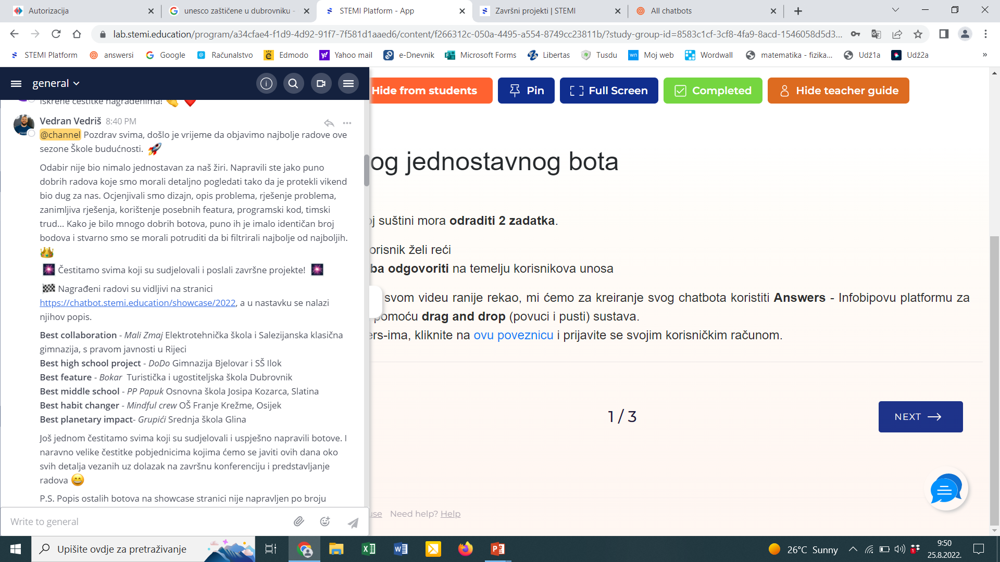 Autorizacija
unesco zaštićene u dubrovniku -
STEMI Platform - App
Završni projekti | STEMI
All chatbots
lab.stemi.education/program/a34cfae4-f1d9-4d92-91f7-7f581d1aaed6/content/f266312c-050a-4495-a554-8749cc23811b/?study-group-id=8583c1cf-3cf8-4fa9-8acd-1546058d5d3...
STEMI Platform
answersi
Google
Računalstvo
Edmodo
Yahoo mail
e-Dnevnik
Microsoft Forms
Libertas
Tusdu
Moj web
Wordwall
matematika - fizika...
Udž1a
Udž2a
general
Hide from students
Pin
Full Screen
Completed
Hide teacher guide
Iskrene čestitke nagrađenima!
Vedran Vedriš 8:40 PM
@channel Pozdrav svima, došlo je vrijeme da objavimo najbolje radove ove
sezone Škole budućnosti.
Odabir nije bio nimalo jednostavan za naš žiri. Napravili ste jako puno
dobrih radova koje smo morali detaljno pogledati tako da je protekli vikend
bio dug za nas. Ocjenjivali smo dizajn, opis problema, rješenje problema,
zanimljiva rješenja, korištenje posebnih featura, programski kod, timski
trud... Kako je bilo mnogo dobrih botova, puno ih je imalo identičan broj
bodova i stvarno smo se morali potruditi da bi filtrirali najbolje od najboljih.
Čestitamo svima koji su sudjelovali i poslali završne projekte!
Nagrađeni radovi su vidljivi na stranici
https://chatbot.stemi.education/showcase/2022, a u nastavku se nalazi
njihov popis.
Best collaboration - Mali Zmaj Elektrotehnička škola i Salezijanska klasična
gimnazija, s pravom javnosti u Rijeci
Best high school project - DoDo Gimnazija Bjelovar i SŠ Ilok
Best feature - Bokar Turistička i ugostiteljska škola Dubrovnik
Best middle school - PP Papuk Osnovna škola Josipa Kozarca, Slatina
Best habit changer - Mindful crew OŠ Franje Krežme, Osijek
Best planetary impact- Grupići Srednja škola Glina
Još jednom čestitamo svima koji su sudjelovali i uspješno napravili botove. I
naravno velike čestitke pobjednicima kojima ćemo se javiti ovih dana oko
svih detalja vezanih uz dolazak na završnu konferenciju i predstavljanje
radova
P.S. Popis ostalih botova na showcase stranici nije napravljen po broju
Write to general
og jednostavnog bota
oj suštini mora odraditi 2 zadatka.
orisnik želi reći
ba odgovoriti na temelju korisnikova unosa
svom videu ranije rekao, mi ćemo za kreiranje svog chatbota koristiti Answers - Infobipovu platformu za
pomoću drag and drop (povuci i pusti) sustava.
ers-ima, kliknite na ovu poveznicu i prijavite se svojim korisničkim računom.
1 / 3
NEXT
use Need help? Help
Upišite ovdje za pretraživanje
26°C Sunny
9:50
25.8.2022.